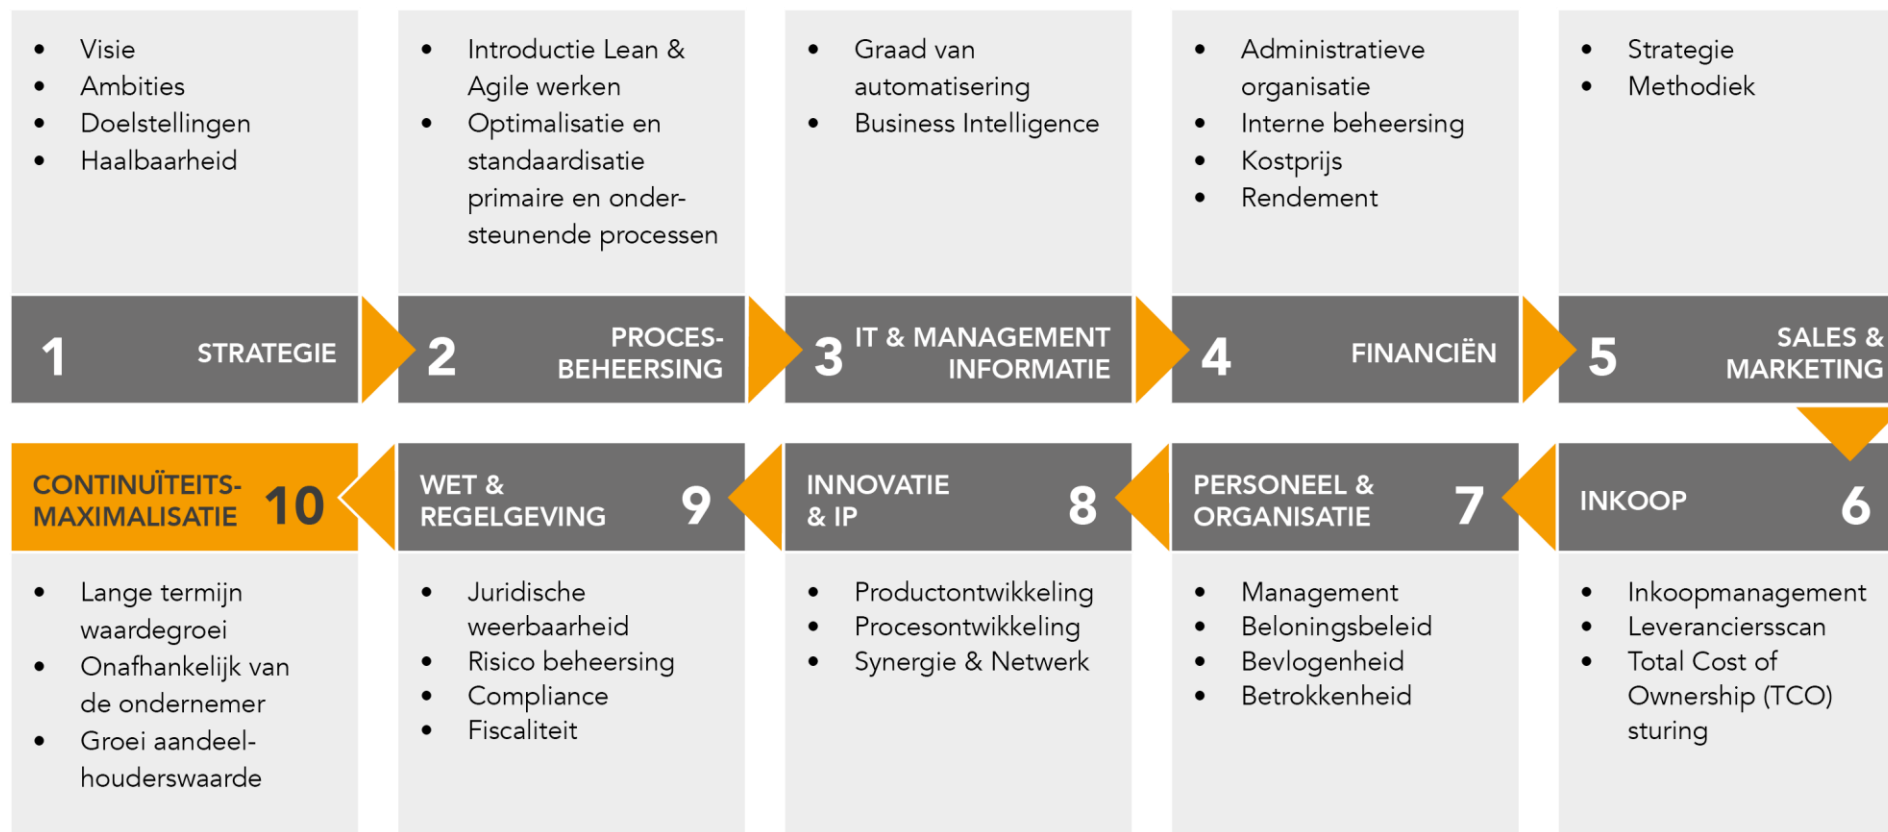 • Visie
• Ambities
• Doelstellingen
• Haalbaarheid
• Introductie Lean &
Agile werken
• Optimalisatie en
standaardisatie
primaire en onder-
steunende processen
• Graad van
automatisering
• Business Intelligence
• Administratieve
organisatie
• Interne beheersing
• Kostprijs
• Rendement
• Strategie
• Methodiek
1 STRATEGIE
2 PROCES-
BEHEERSING
3 IT & MANAGEMENT
INFORMATIE
4 FINANCIËN
5 SALES &
MARKETING
CONTINUÏTEITS-
MAXIMALISATIE 10
WET &
REGELGEVING 9
INNOVATIE
& IP 8
PERSONEEL &
ORGANISATIE 7
INKOOP 6
• Lange termijn
waardegroei
• Onafhankelijk van
de ondernemer
• Groei aandeel-
houderswaarde
• Juridische
weerbaarheid
• Risico beheersing
• Compliance
• Fiscaliteit
• Productontwikkeling
• Procesontwikkeling
• Synergie & Netwerk
• Management
• Beloningsbeleid
• Bevlogenheid
• Betrokkenheid
• Inkoopmanagement
• Leveranciersscan
• Total Cost of
Ownership (TCO)
sturing